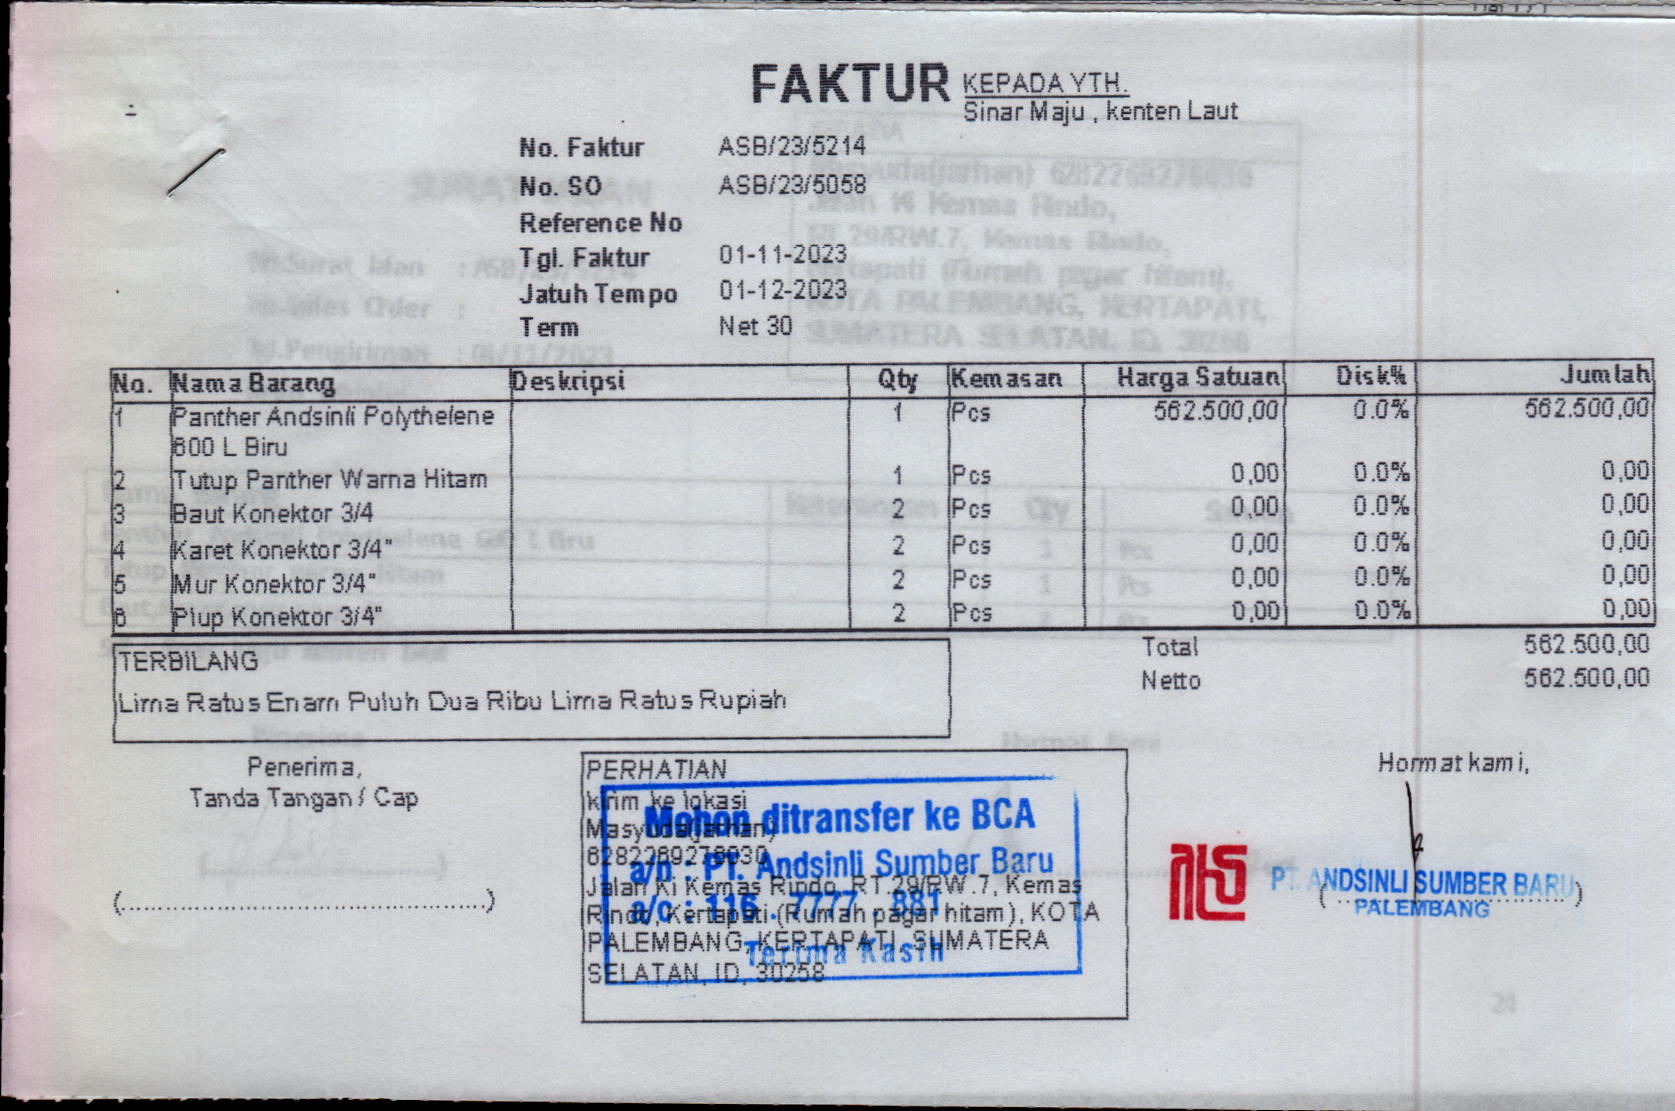 FAKTUR
KEPADA YTH.
Sinar Maju , kenten Laut
No. Faktur ASB/23/5214
No. SO ASB/23/5058
Reference No
Tgl. Faktur 01-11-2023
Jatuh Tempo 01-12-2023
Term Net 30
No. Nama Barang Deskripsi Qty Kemasan Harga Satuan Disk% Jumlah
1 Panther Andsinli Polythelene 1 Pcs 562.500,00 0.0% 562.500,00
600 L Biru
2 Tutup Panther Warna Hitam 1 Pcs 0,00 0.0% 0,00
3 Baut Konektor 3/4 2 Pcs 0,00 0.0% 0,00
4 Karet Konektor 3/4" 2 Pcs 0,00 0.0% 0,00
5 Mur Konektor 3/4" 2 Pcs 0,00 0.0% 0,00
6 Plup Konektor 3/4" 2 Pcs 0,00 0.0% 0,00
Total 562.500,00
Netto 562.500,00
TERBILANG
Lima Ratus Enam Puluh Dua Ribu Lima Ratus Rupiah
Penerima,
Tanda Tangan / Cap
(..................................................)
PERHATIAN
kirim ke lokasi
Masyuda(jarhan)
Jalan Ki Kemas Rindo, RT.29/RW.7, Kemas
Rindo, Kertapati (Rumah pagar hitam), KOTA
PALEMBANG, KERTAPATI, SUMATERA
SELATAN, ID, 30258
Mohon ditransfer ke BCA
a/n : PT. Andsinli Sumber Baru
a/c : 116 . 7777 . 881
Terima Kasih
Hormat kami,
PT. ANDSINLI SUMBER BARU
PALEMBANG